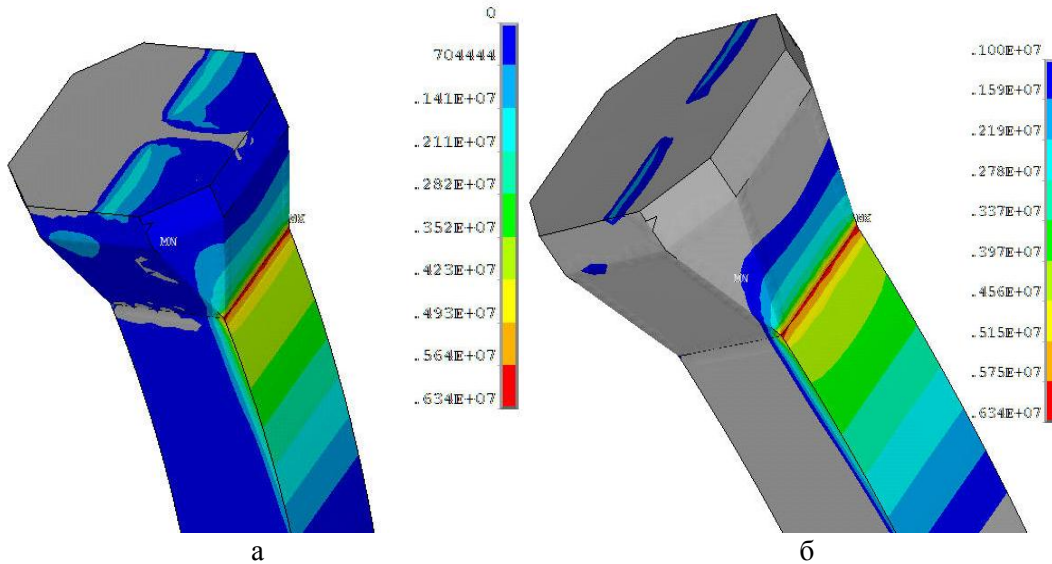 0
704444
.141E+07
.211E+07
.282E+07
.352E+07
.423E+07
.493E+07
.564E+07
.634E+07
MN
MX
а
.100E+07
.159E+07
.219E+07
.278E+07
.337E+07
.397E+07
.456E+07
.515E+07
.575E+07
.634E+07
MN
MX
б